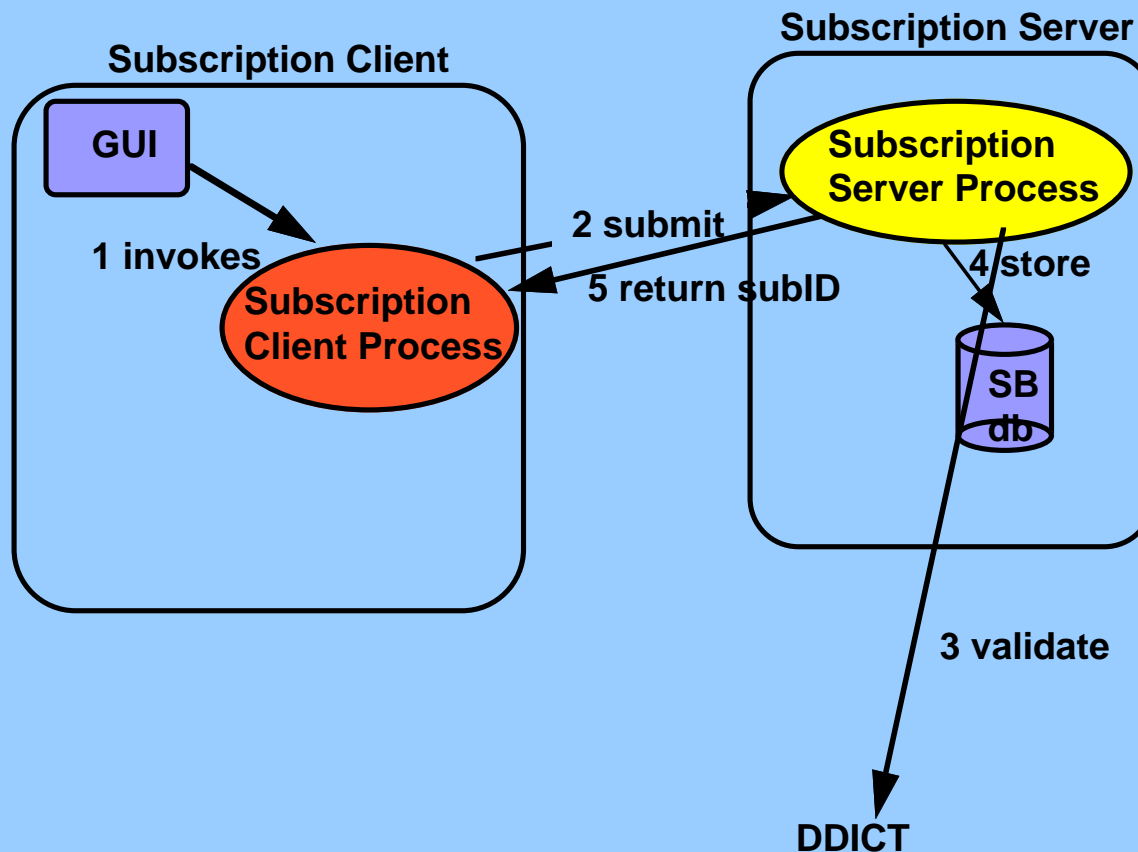 Subscription Client
Subscription Server
GUI
Subscription
Server Process
1 invokes
2 submit
4 store
5 return subID
Subscription
Client Process
SB
db
3 validate
DDICT